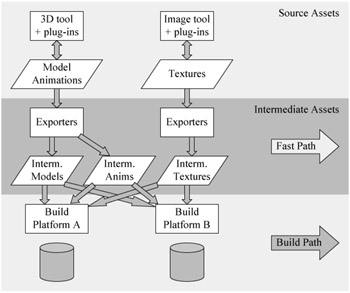 Source Assets
3D tool
+ plug-ins
Image tool
+ plug-ins
Model
Animations
Textures
Intermediate Assets
Exporters
Exporters
Fast Path
Interm.
Models
Interm.
Anims
Interm.
Textures
Build
Platform A
Build
Platform B
Build Path